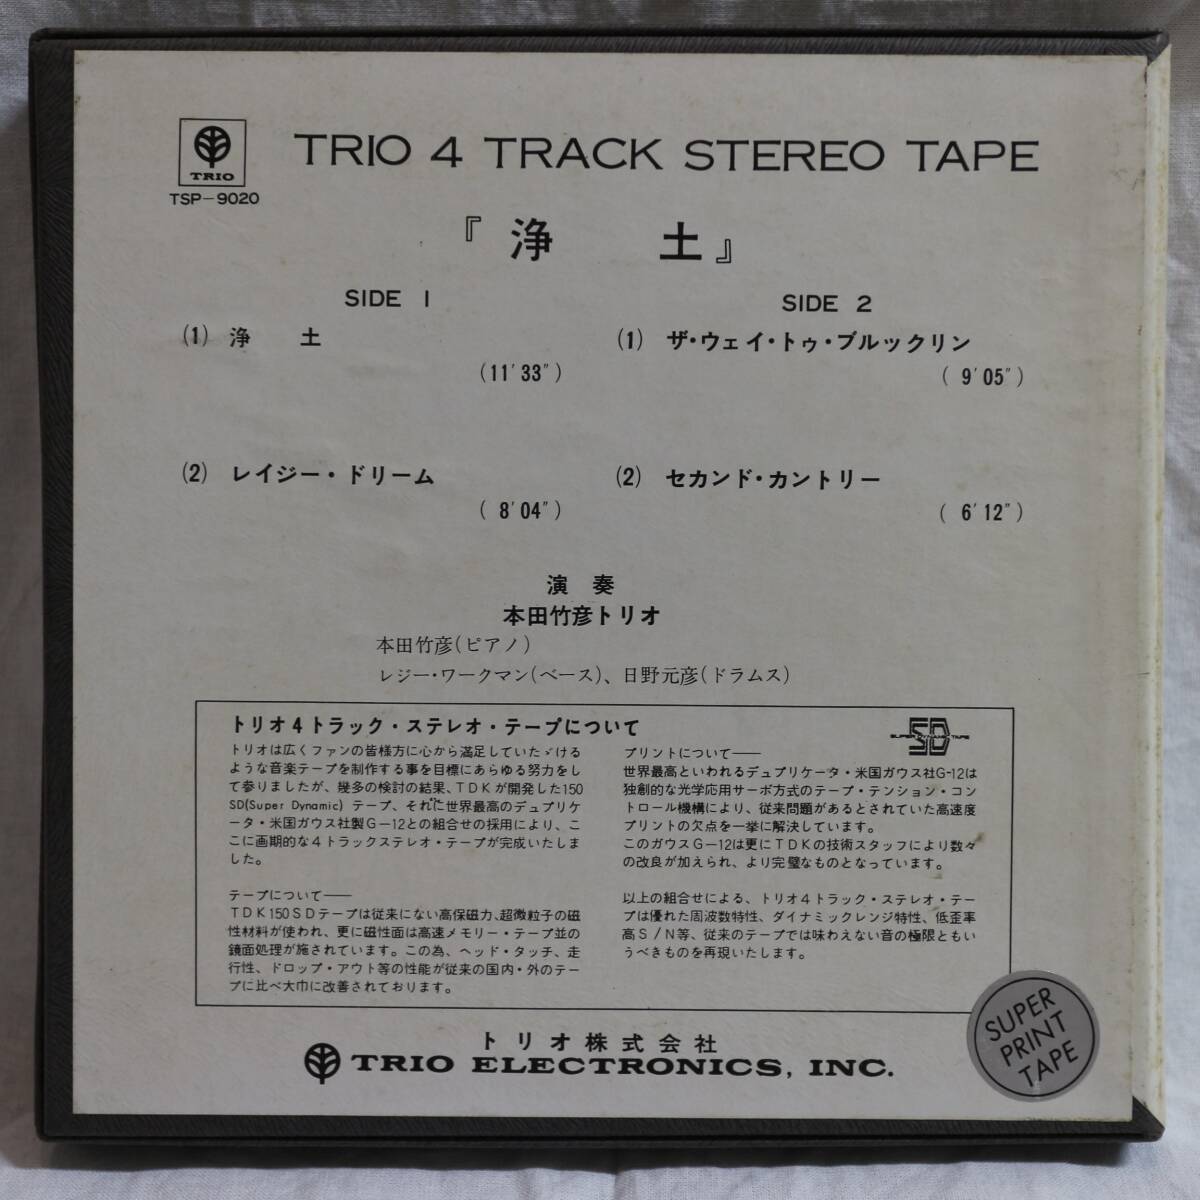 TRIO
TSP-9020
TRIO 4 TRACK STEREO TAPE
『浄　土』
SIDE 1
(1) 浄　土
(11′33″)
(2) レイジー・ドリーム
( 8′04″)
SIDE 2
(1) ザ・ウェイ・トゥ・ブルックリン
( 9′05″)
(2) セカンド・カントリー
( 6′12″)
演　奏
本田竹彦トリオ
本田竹彦(ピアノ)
レジー・ワークマン(ベース)、日野元彦(ドラムス)
トリオ4トラック・ステレオ・テープについて
トリオは広くファンの皆様方に心から満足していたゞける
ような音楽テープを制作する事を目標にあらゆる努力をし
て参りましたが、幾多の検討の結果、TDKが開発した150
SD(Super Dynamic) テープ、それに世界最高のデュプリケ
ータ・米国ガウス社製G-12との組合せの採用により、こ
こに画期的な4トラックステレオ・テープが完成いたしま
した。
テープについて——
TDK150SDテープは従来にない高保磁力、超微粒子の磁
性材料が使われ、更に磁性面は高速メモリー・テープ並の
鏡面処理が施されています。この為、ヘッド・タッチ、走
行性、ドロップ・アウト等の性能が従来の国内・外のテー
プに比べ大巾に改善されております。
SD
SUPER DYNAMIC TAPE
プリントについて——
世界最高といわれるデュプリケータ・米国ガウス社G-12は
独創的な光学応用サーボ方式のテープ・テンション・コン
トロール機構により、従来問題があるとされていた高速度
プリントの欠点を一挙に解決しています。
このガウスG-12は更にTDKの技術スタッフにより数々
の改良が加えられ、より完璧なものとなっています。
以上の組合せによる、トリオ4トラック・ステレオ・テー
プは優れた周波数特性、ダイナミックレンジ特性、低歪率
高S/N等、従来のテープでは味わえない音の極限ともい
うべきものを再現いたします。
トリオ株式会社
TRIO ELECTRONICS, INC.
SUPER
PRINT
TAPE